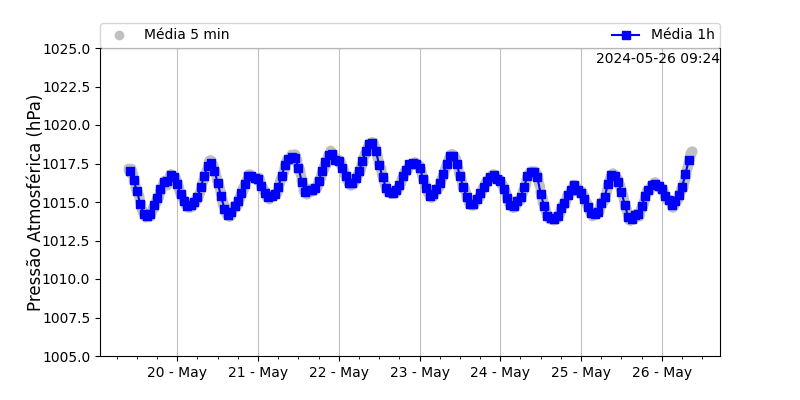 Média 5 min
Média 1h
2024-05-26 09:24
Pressão Atmosférica (hPa)
1025.0
1022.5
1020.0
1017.5
1015.0
1012.5
1010.0
1007.5
1005.0
20 - May
21 - May
22 - May
23 - May
24 - May
25 - May
26 - May